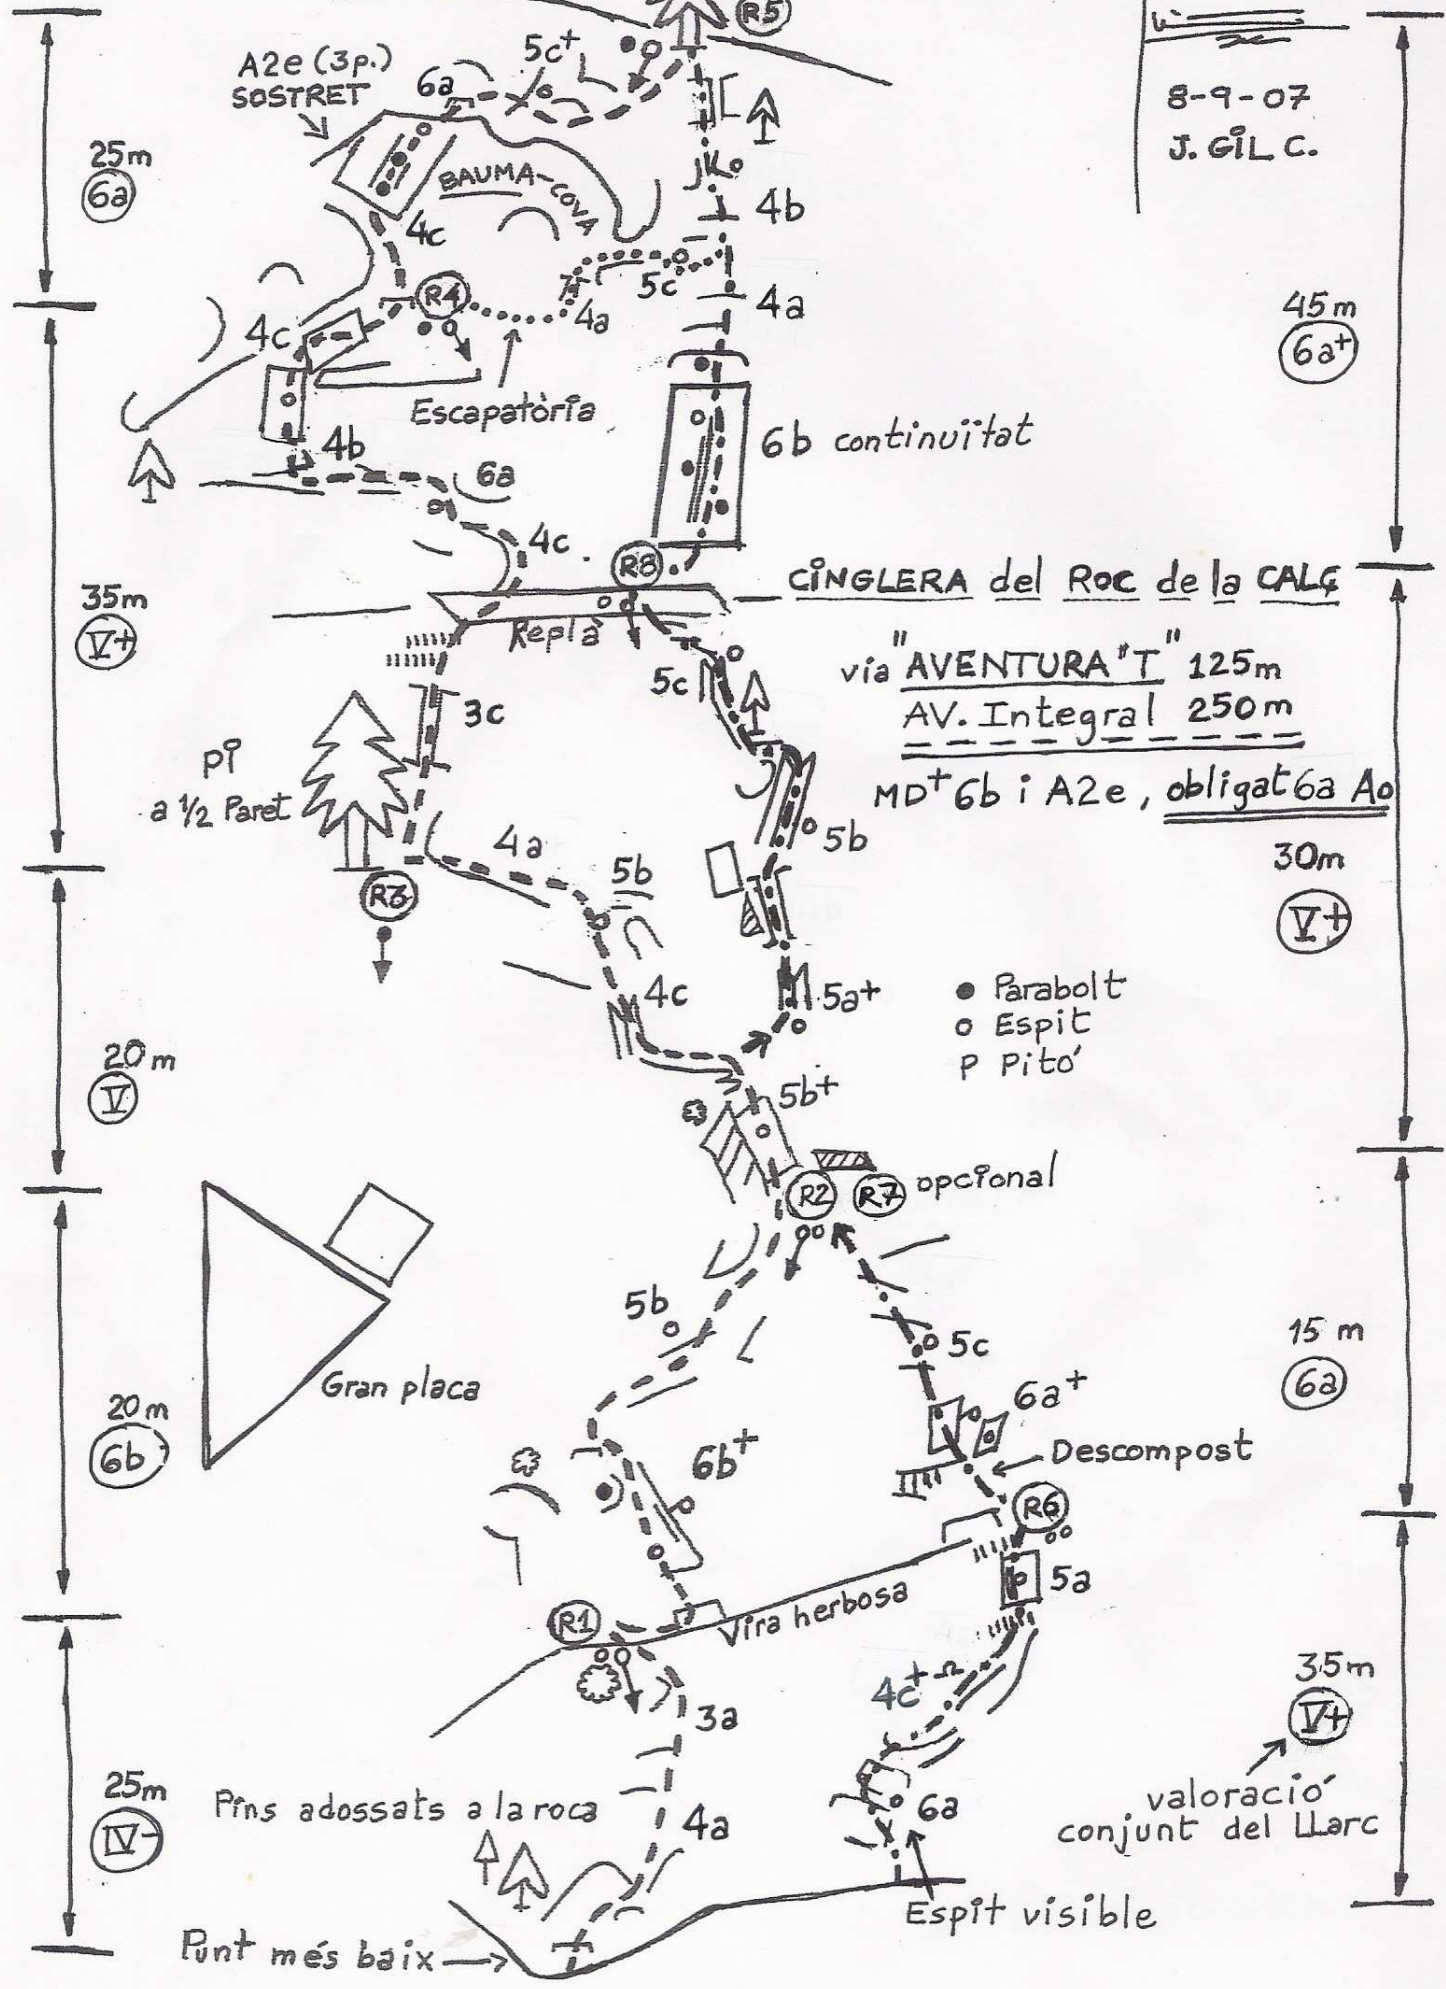 R5
5c+
A2e (3p.)
SOSTRET
6a
8-9-07
J. GIL C.
25m
6a
BAUMA-COVA
4c
4b
R4
5c
4a
4a
45m
6a+
4c
Escapatòria
6b continuïtat
4b
6a
4c
R8
CINGLERA del ROC de la CALÇ
35m
V+
Replà
via "AVENTURA "T" 125m
5c
AV. Integral 250m
3c
Pi
a 1/2 Paret
MD+ 6b i A2e, obligat 6a Ao
4a
5b
5b
30m
V+
R3
4c
5a+
Parabolt
Espit
P Pitó
20m
V
5b+
R2
R7
opcional
5b
5c
15 m
6a
Gran placa
6a+
20m
6b
6b+
Descompost
R6
5a
R1
Vira herbosa
3a
4c+
35m
V+
25m
IV-
Pins adossats a la roca
4a
6a
valoració
conjunt del LLarc
Espit visible
Punt més baix